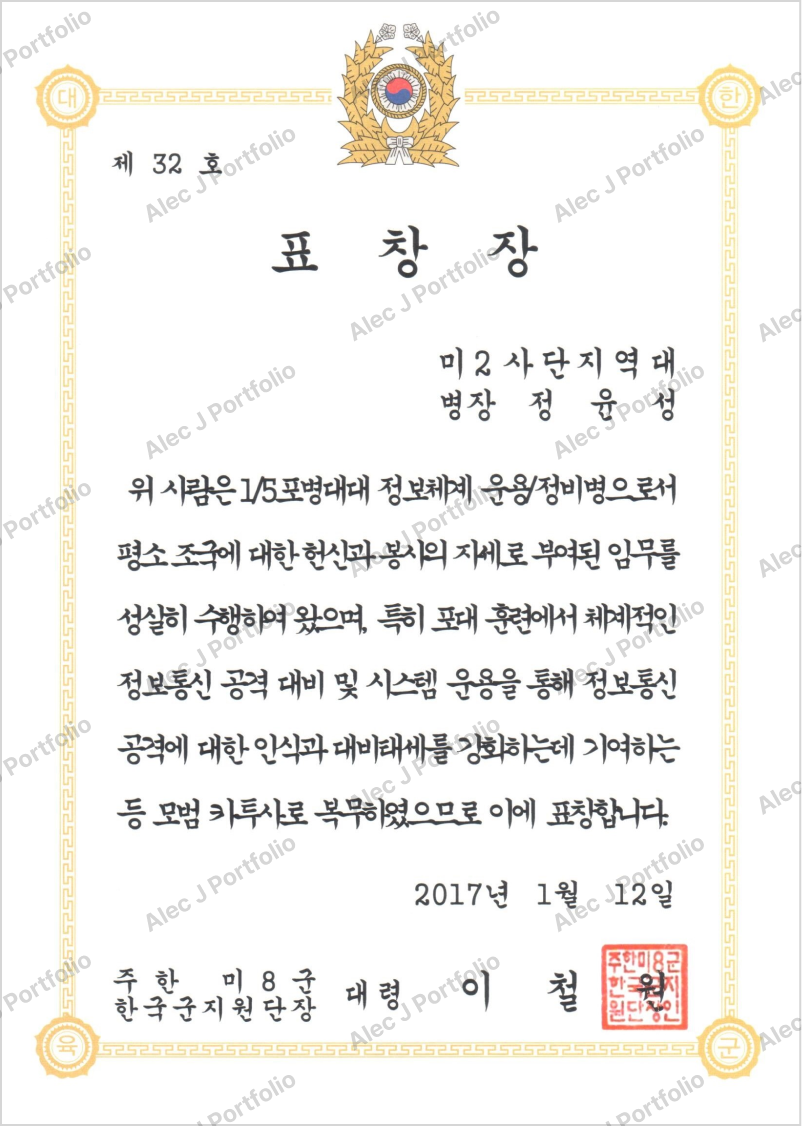 대 한
제 32 호
표 창 장
미 2 사 단 지 역 대
병장 정 윤 성
위 사람은 1/5포병대대 정보체계 운용/정비병으로서
평소 조국에 대한 헌신과 봉사의 자세로 부여된 임무를
성실히 수행하여 왔으며, 특히 포대 훈련에서 체계적인
정보통신 공격 대비 및 시스템 운용을 통해 정보통신
공격에 대한 인식과 대비태세를 강화하는데 기여하는
등 모범 카투사로 복무하였으므로 이에 표창합니다.
2017년 1월 12일
주 한 미 8 군
한국군지원단장 대령 이 철 원
주한미8군
한국군지
원단장인
육 군
Alec J Portfolio